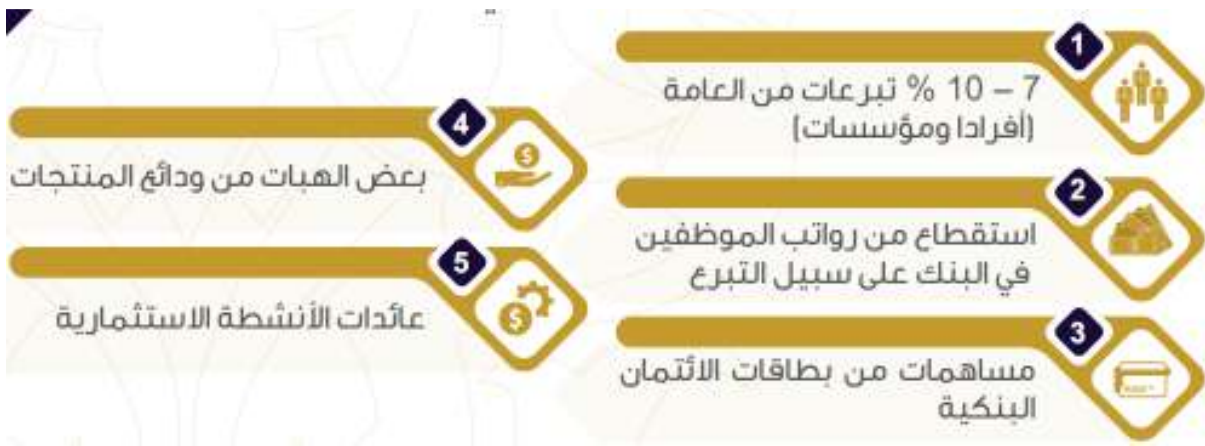 1
7 – 10 % تبرعات من العامة
(أفرادا ومؤسسات)
2
استقطاع من رواتب الموظفين
في البنك على سبيل التبرع
3
مساهمات من بطاقات الائتمان
البنكية
4
بعض الهبات من ودائع المنتجات
5
عائدات الأنشطة الاستثمارية